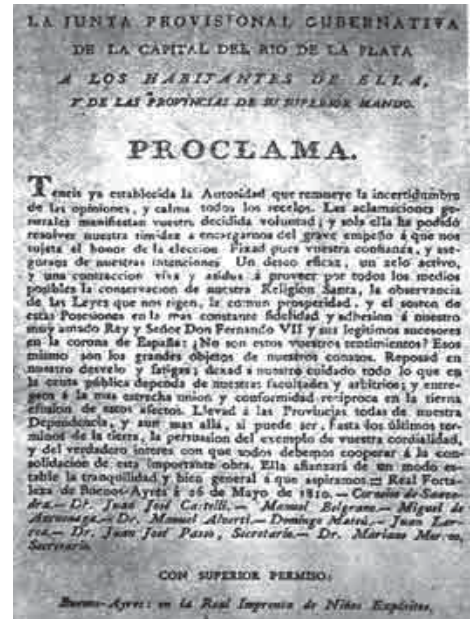 LA JUNTA PROVISIONAL GUBERNATIVA
DE LA CAPITAL DEL RIO DE LA PLATA
A LOS HABITANTES DE ELLA,
Y DE LAS PROVINCIAS DE SU SUPERIOR MANDO.
PROCLAMA.
Teneis ya establecida la Autoridad que remueve la incertidumbre
de las opiniones, y calma todos los recelos. Las aclamaciones ge-
nerales manifiestan vuestra decidida voluntad; y sola ella ha podido
resolver nuestra timidez a encargarnos del grave empeño á que nos
sujeta el honor de la eleccion. Fixad pues vuestra confianza, y ase-
guraos de nuestras intenciones. Un deseo eficaz, un zelo activo,
y una contraccion viva y asidua á proveer por todos los medios
posibles la conservacion de nuestra Religion Santa, la observancia
de las Leyes que nos rigen, la comun prosperidad, y el sosten de
estas Posesiones en la mas constante fidelidad y adhesion á nuestro
muy amado Rey y Señor Don Fernando VII y sus legitimos sucesores
en la corona de España: ¿No son estos vuestros sentimientos? Esos
mismos son los grandes objetos de nuestros conatos. Reposad en
nuestro desvelo y fatigas; dexad á nuestro cuidado todo lo que en
la causa pública dependa de nuestras facultades y arbitrios; y entre-
gaos á la mas estrecha union y conformidad reciproca en la tierna
efusion de estos afectos. Llevad á las Provincias todas de nuestra
Dependencia, y aun mas allá, si puede ser, hasta los últimos ter-
minos de la tierra, la persuasion del exemplo de vuestra cordialidad,
y del verdadero interes con que todos debemos cooperar á la con-
solidacion de esta importante obra. Ella afianzará de un modo es-
table la tranquilidad y bien general á que aspiramos. = Real Forta-
leza de Buenos-Ayres á 26 de Mayo de 1810. — Cornelio de Saave-
dra. — Dr. Juan José Castelli. — Manuel Belgrano. — Miguel de
Azcuenaga. — Dr. Manuel Alverti. — Domingo Mateu. — Juan Lar-
rea. — Dr. Juan José Passo, Secretario. — Dr. Mariano Moreno,
Secretario.
CON SUPERIOR PERMISO:
Buenos-Ayres: en la Real Imprenta de Niños Expósitos.